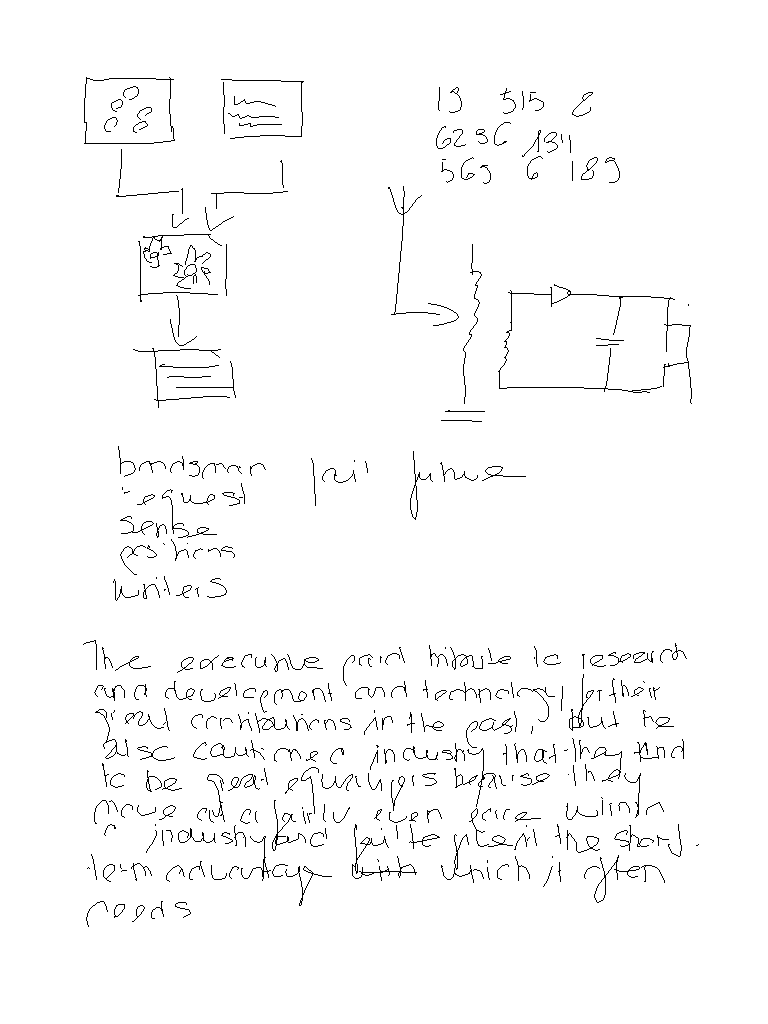 13 515 8
6236 134
569 6 189
bondsman fail future
request
sense
positions
writers
The executive paid tribute to research
and development and technology for their
great contributions in the past, but he
also cautioned industry that they tend
to be great equalizers because they
move at a fairly even pace within
industry and fail to present the short
term advantage with which it often
needs